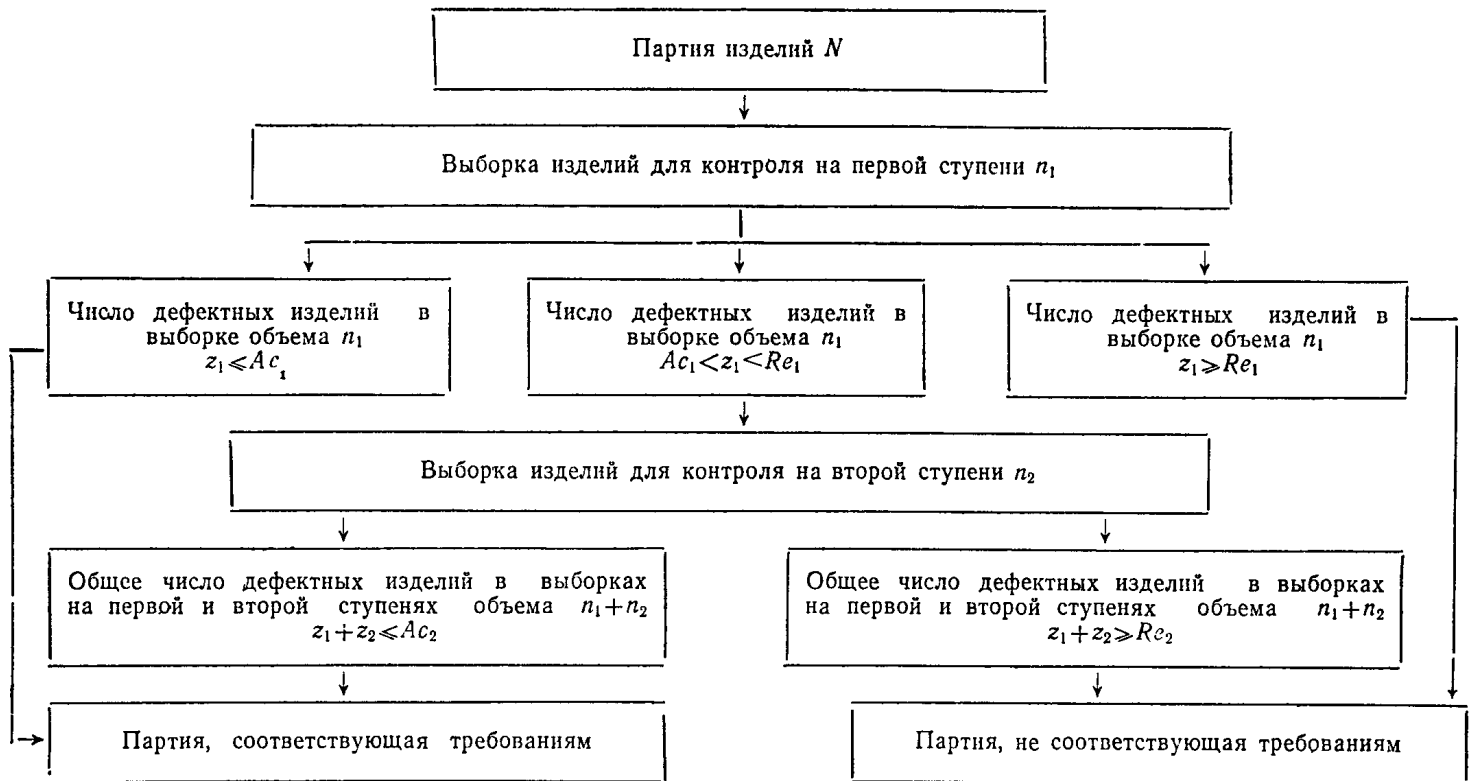 Партия изделий N
Выборка изделий для контроля на первой ступени n₁
Число дефектных изделий в
выборке объема n₁
z₁⩽Ac₁
Число дефектных изделий в
выборке объема n₁
Ac₁<z₁<Re₁
Число дефектных изделий в
выборке объема n₁
z₁⩾Re₁
Выборка изделий для контроля на второй ступени n₂
Общее число дефектных изделий в выборках
на первой и второй ступенях объема n₁+n₂
z₁+z₂⩽Ac₂
Общее число дефектных изделий в выборках
на первой и второй ступенях объема n₁+n₂
z₁+z₂⩾Re₂
Партия, соответствующая требованиям
Партия, не соответствующая требованиям